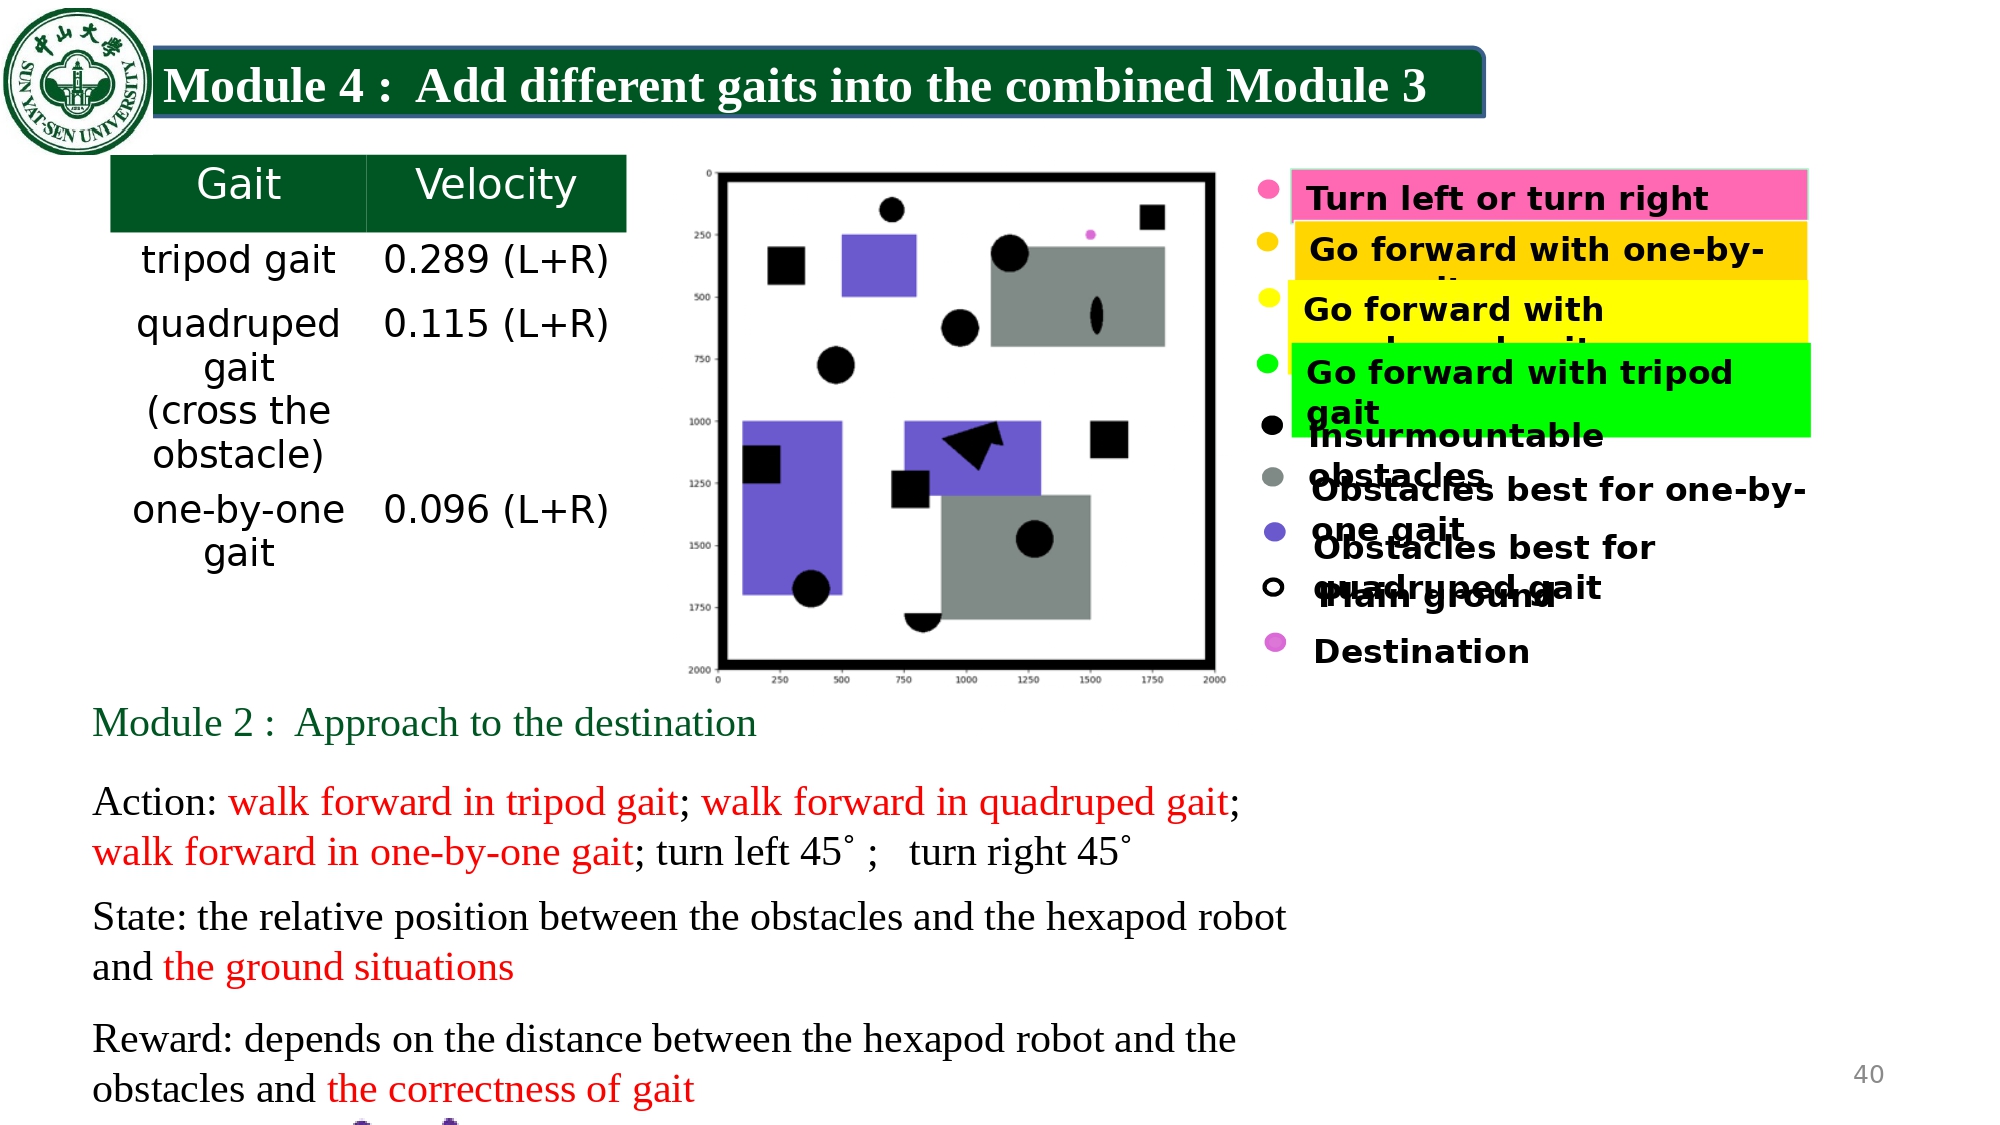 中山大学
SUN YAT-SEN UNIVERSITY
Module 4 :  Add different gaits into the combined Module 3
Gait Velocity
tripod gait 0.289 (L+R)
quadruped 0.115 (L+R)
gait
(cross the
obstacle)
one-by-one 0.096 (L+R)
gait
0
250
500
750
1000
1250
1500
1750
2000
0 250 500 750 1000 1250 1500 1750 2000
Turn left or turn right
Go forward with one-by-
Go forward with
Go forward with tripod
gait
Insurmountable
obstacles
Obstacles best for one-by-
one gait
Obstacles best for
quadruped gait
Plain ground
Destination
Module 2 :  Approach to the destination
Action: walk forward in tripod gait; walk forward in quadruped gait;
walk forward in one-by-one gait; turn left 45° ;   turn right 45°
State: the relative position between the obstacles and the hexapod robot
and the ground situations
Reward: depends on the distance between the hexapod robot and the
obstacles and the correctness of gait
40